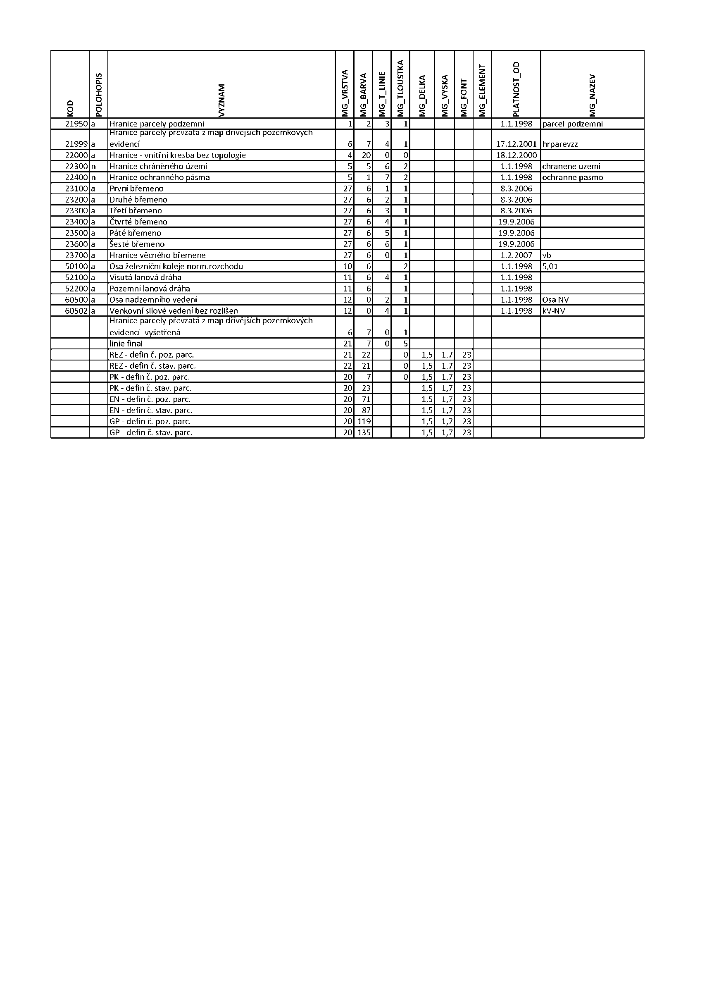 KOD POLOHOPIS VYZNAM MG_VRSTVA MG_BARVA MG_T_LINIE MG_TLOUSTKA MG_DELKA MG_VYSKA MG_FONT MG_ELEMENT PLATNOST_OD MG_NAZEV
21950 a Hranice parcely podzemni 1 2 3 1 1.1.1998 parcel podzemni
Hranice parcely převzatá z map dřívějších pozemkových
21999 a evidencí 6 7 4 1 17.12.2001 hrparevzz
22000 a Hranice - vnitřní kresba bez topologie 4 20 0 0 18.12.2000
22300 n Hranice chráněného území 5 5 6 2 1.1.1998 chranene uzemi
22400 n Hranice ochranného pásma 5 1 7 2 1.1.1998 ochranne pasmo
23100 a První břemeno 27 6 1 1 8.3.2006
23200 a Druhé břemeno 27 6 2 1 8.3.2006
23300 a Třetí břemeno 27 6 3 1 8.3.2006
23400 a Čtvrté břemeno 27 6 4 1 19.9.2006
23500 a Páté břemeno 27 6 5 1 19.9.2006
23600 a Šesté břemeno 27 6 6 1 19.9.2006
23700 a Hranice věcného břemene 27 6 0 1 1.2.2007 vb
50100 a Osa železniční koleje norm.rozchodu 10 6 2 1.1.1998 5,01
52100 a Visutá lanová dráha 11 6 4 1 1.1.1998
52200 a Pozemní lanová dráha 11 6 1 1.1.1998
60500 a Osa nadzemního vedení 12 0 2 1 1.1.1998 Osa NV
60502 a Venkovní silové vedení bez rozlišen 12 0 4 1 1.1.1998 kV-NV
Hranice parcely převzatá z map dřívějších pozemkových
evidencí- vyšetřená 6 7 0 1
linie final 21 7 0 5
REZ - defin č. poz. parc. 21 22 0 1,5 1,7 23
REZ - defin č. stav. parc. 22 21 0 1,5 1,7 23
PK - defin č. poz. parc. 20 7 0 1,5 1,7 23
PK - defin č. stav. parc. 20 23 1,5 1,7 23
EN - defin č. poz. parc. 20 71 1,5 1,7 23
EN - defin č. stav. parc. 20 87 1,5 1,7 23
GP - defin č. poz. parc. 20 119 1,5 1,7 23
GP - defin č. stav. parc. 20 135 1,5 1,7 23